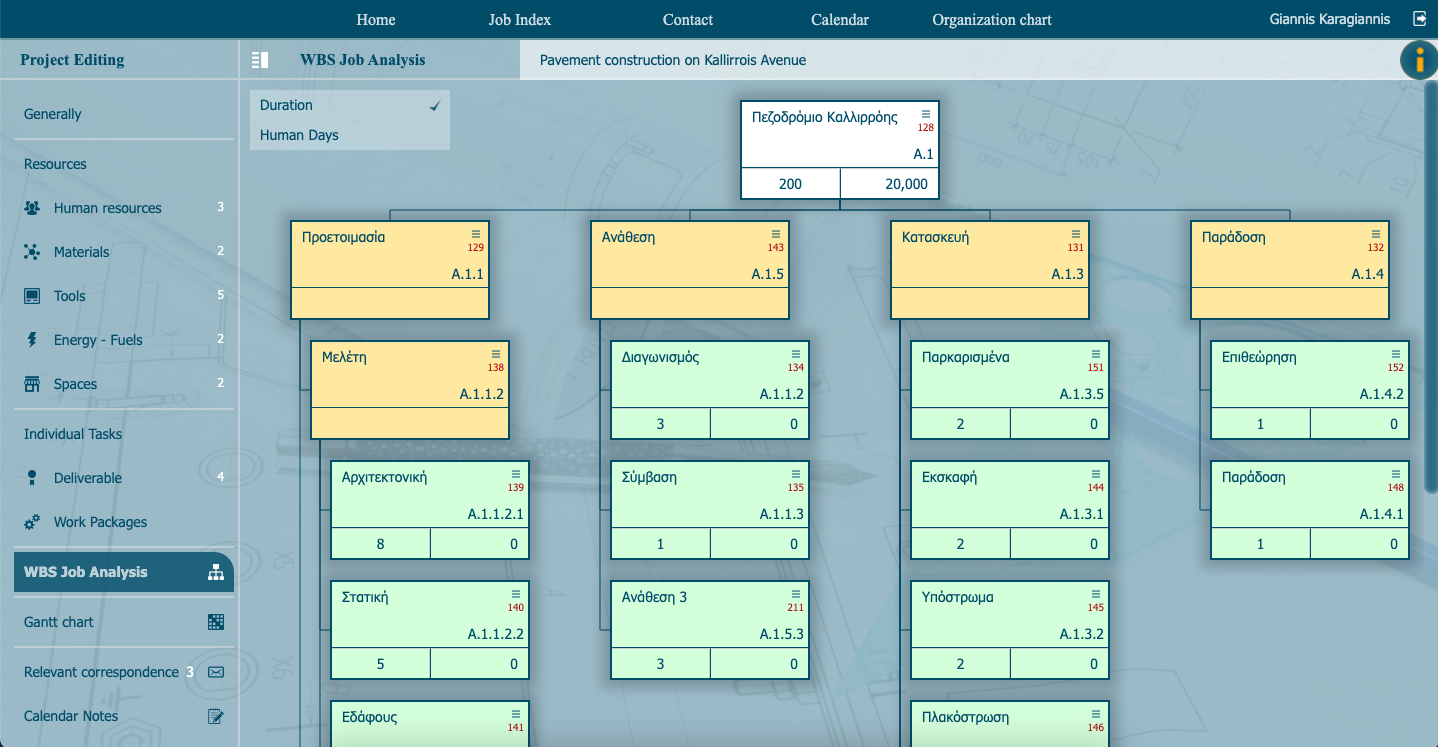 Home
Job Index
Contact
Calendar
Organization chart
Giannis Karagiannis
Project Editing
WBS Job Analysis
Pavement construction on Kallirrois Avenue
Generally
Resources
Human resources 3
Materials 2
Tools 5
Energy - Fuels 2
Spaces 2
Individual Tasks
Deliverable 4
Work Packages
WBS Job Analysis
Gantt chart
Relevant correspondence 3
Calendar Notes
Duration
Human Days
Πεζοδρόμιο Καλλιρρόης
128
A.1
200 20,000
Προετοιμασία
129
A.1.1
Μελέτη
138
A.1.1.2
Αρχιτεκτονική
139
A.1.1.2.1
8 0
Στατική
140
A.1.1.2.2
5 0
Εδάφους
141
Ανάθεση
143
A.1.5
Διαγωνισμός
134
A.1.1.2
3 0
Σύμβαση
135
A.1.1.3
1 0
Ανάθεση 3
211
A.1.5.3
3 0
Κατασκευή
131
A.1.3
Παρκαρισμένα
151
A.1.3.5
2 0
Εκσκαφή
144
A.1.3.1
2 0
Υπόστρωμα
145
A.1.3.2
2 0
Πλακόστρωση
146
Παράδοση
132
A.1.4
Επιθεώρηση
152
A.1.4.2
1 0
Παράδοση
148
A.1.4.1
1 0